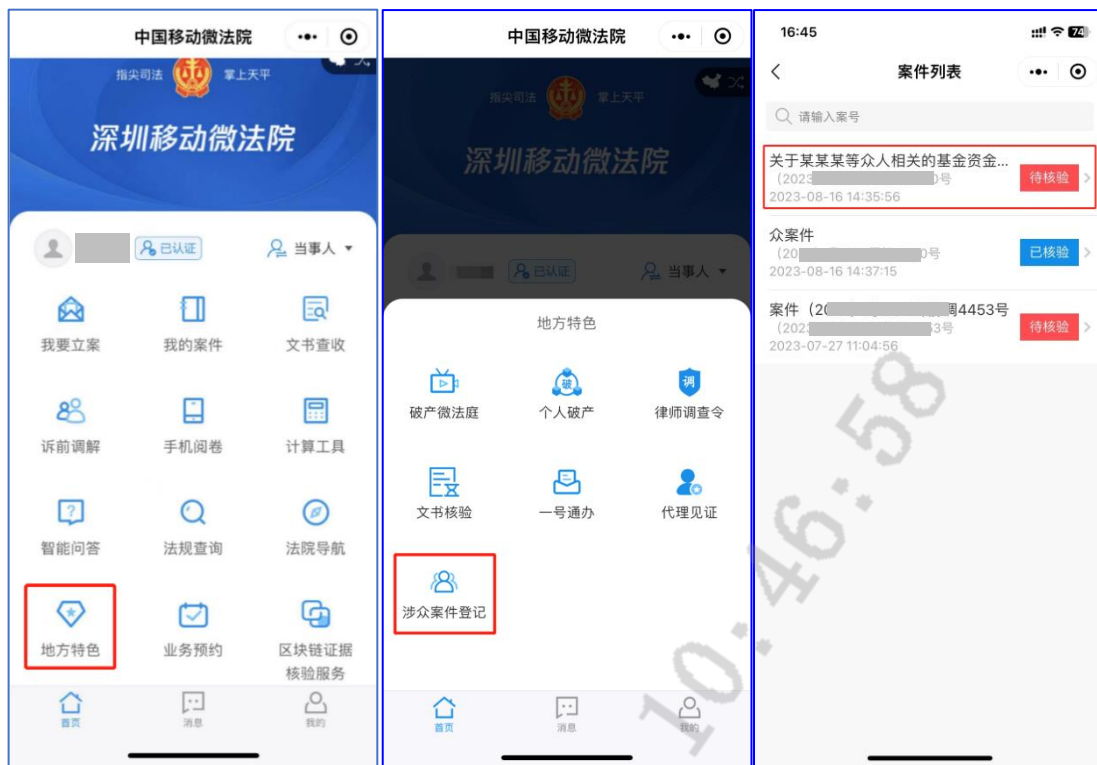 中国移动微法院
指尖司法 掌上天平
深圳移动微法院
已认证 当事人
我要立案 我的案件 文书查收
诉前调解 手机阅卷 计算工具
智能问答 法规查询 法院导航
地方特色 业务预约 区块链证据
核验服务
首页 消息 我的
中国移动微法院
指尖司法 掌上天平
深圳移动微法院
已认证 当事人
地方特色
破产微法庭 个人破产 律师调查令
文书核验 一号通办 代理见证
涉众案件登记
首页 消息 我的
16:45 74
案件列表
请输入案号
关于某某某等众人相关的基金资金...
(2023 0号
待核验
2023-08-16 14:35:56
众案件
(20 0号
已核验
2023-08-16 14:37:15
案件（20 调4453号
(2023 53号
待核验
2023-07-27 11:04:56
10:46:58